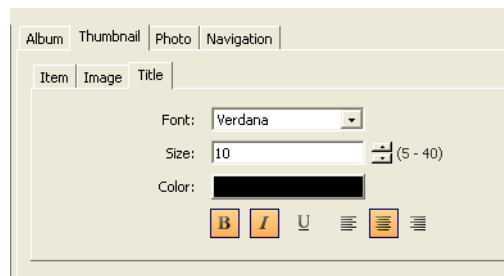 Album Thumbnail Photo Navigation
Item Image Title
Font: Verdana
Size: 10 (5 - 40)
Color:
B I U